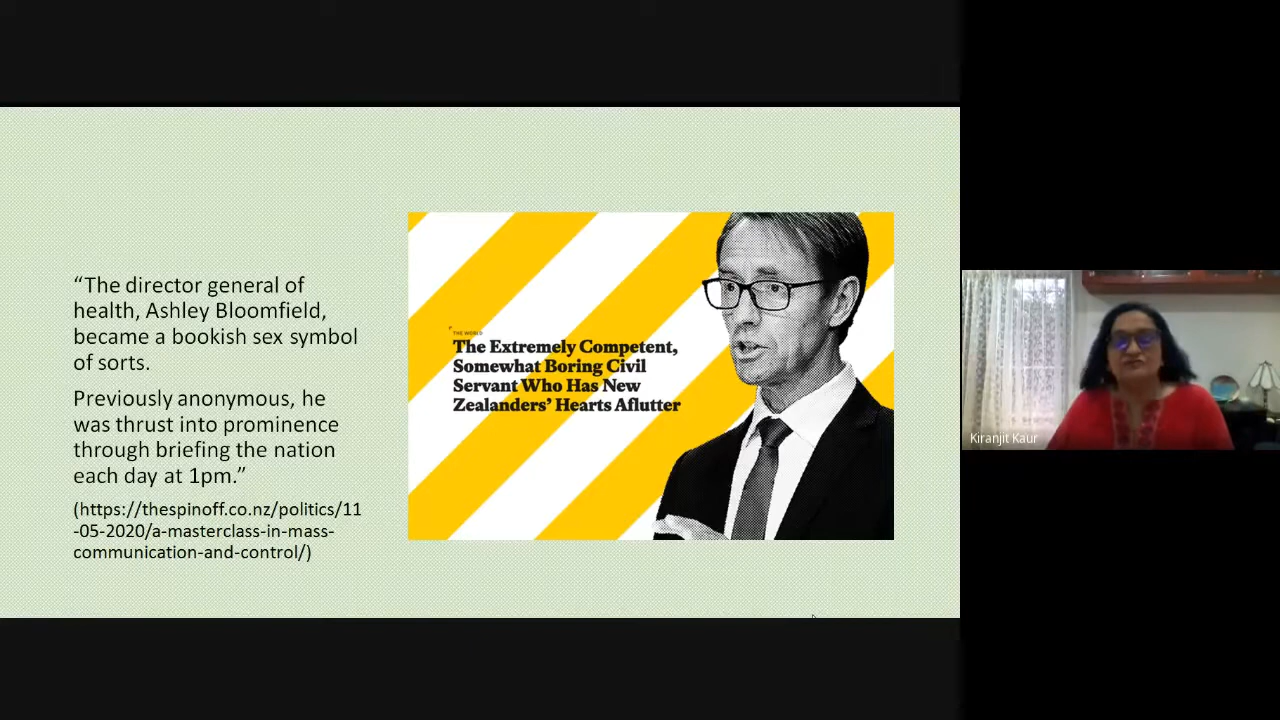 “The director general of
health, Ashley Bloomfield,
became a bookish sex symbol
of sorts.
Previously anonymous, he
was thrust into prominence
through briefing the nation
each day at 1pm.”
(https://thespinoff.co.nz/politics/11
-05-2020/a-masterclass-in-mass-
communication-and-control/)
THE WORLD
The Extremely Competent,
Somewhat Boring Civil
Servant Who Has New
Zealanders’ Hearts Aflutter
Kiranjit Kaur